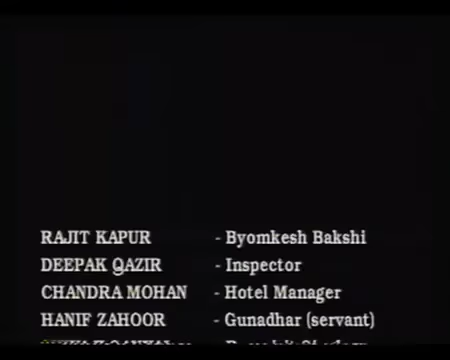 RAJIT KAPUR - Byomkesh Bakshi
DEEPAK QAZIR - Inspector
CHANDRA MOHAN - Hotel Manager
HANIF ZAHOOR - Gunadhar (servant)